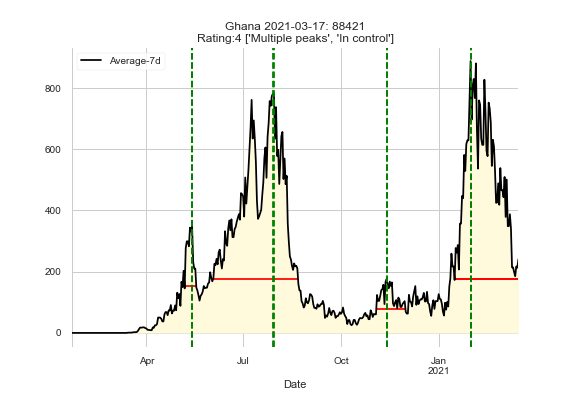 Ghana 2021-03-17: 88421
Rating:4 ['Multiple peaks', 'In control']
Average-7d
800
600
400
200
0
Apr
Jul
Oct
Jan
2021
Date